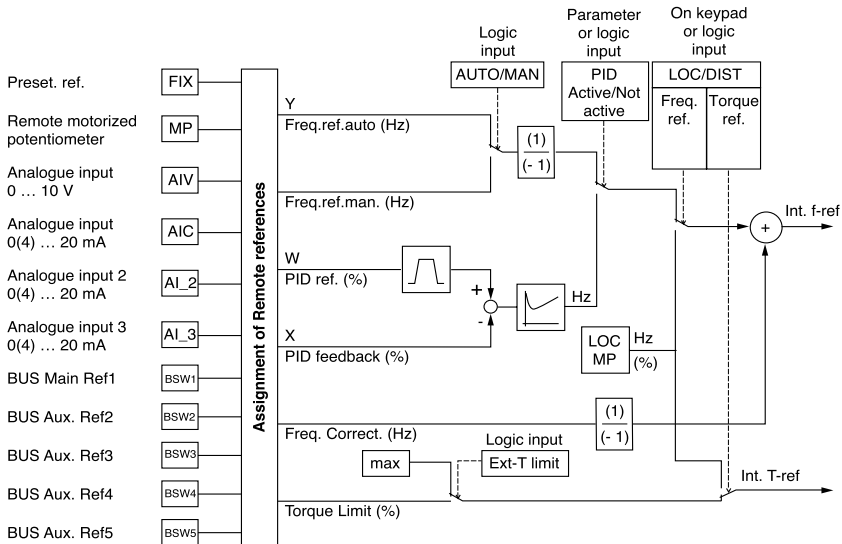 Parameter
or logic
input
On keypad
or logic
input
Logic
input
AUTO/MAN
PID
Active/Not
active
LOC/DIST
Freq.
ref.
Torque
ref.
Preset. ref.
FIX
Remote motorized
potentiometer
MP
Analogue input
0 ... 10 V
AIV
Analogue input
0(4) ... 20 mA
AIC
Analogue input 2
0(4) ... 20 mA
AI_2
Analogue input 3
0(4) ... 20 mA
AI_3
BUS Main Ref1
BSW1
BUS Aux. Ref2
BSW2
BUS Aux. Ref3
BSW3
BUS Aux. Ref4
BSW4
BUS Aux. Ref5
BSW5
Assignment of Remote references
Y
Freq.ref.auto (Hz)
(1)
(- 1)
Freq.ref.man. (Hz)
Int. f-ref
+
W
PID ref. (%)
+
-
Hz
X
PID feedback (%)
LOC
MP
Hz
(%)
(1)
(- 1)
Freq. Correct. (Hz)
Logic input
max
Ext-T limit
Int. T-ref
Torque Limit (%)